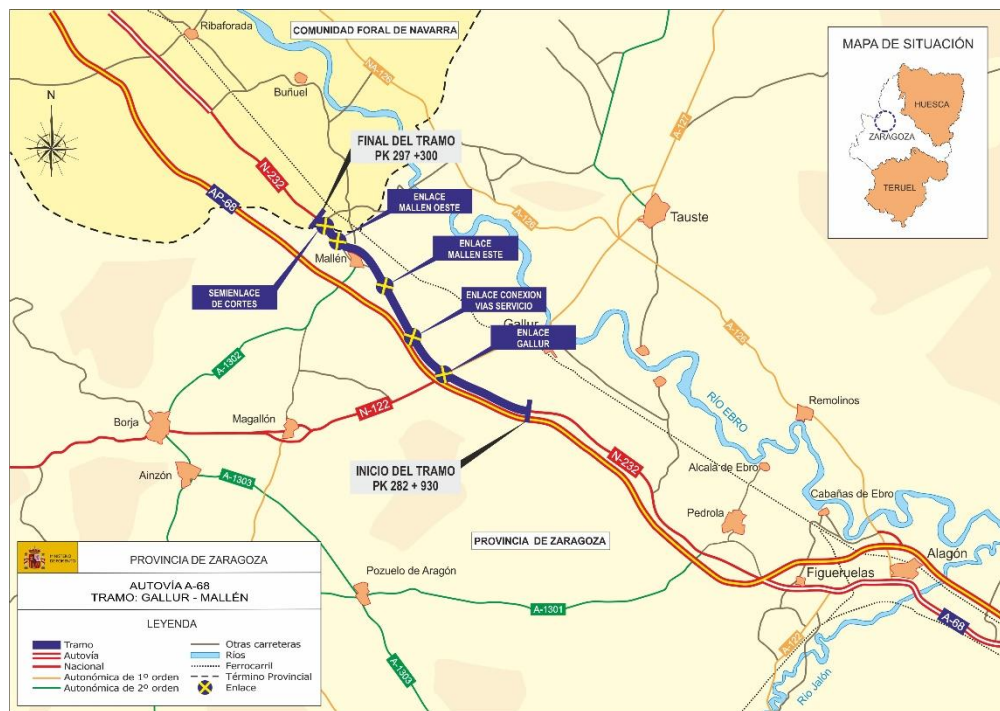 COMUNIDAD FORAL DE NAVARRA
Ribaforada
Buñuel
N
NA-126
A-127
MAPA DE SITUACIÓN
HUESCA
ZARAGOZA
TERUEL
FINAL DEL TRAMO
PK 297 +300
N-232
AP-68
ENLACE
MALLEN OESTE
Tauste
A-126
Mallén
ENLACE
MALLEN ESTE
SEMIENLACE
DE CORTES
ENLACE CONEXION
VIAS SERVICIO
Gallur
ENLACE
GALLUR
A-126
A-1302
N-122
Borja
Magallón
RÍO EBRO
Remolinos
Ainzón
A-1303
INICIO DEL TRAMO
PK 282 + 930
N-232
Alcala de Ebro
Cabañas de Ebro
Pedrola
PROVINCIA DE ZARAGOZA
Alagón
Figueruelas
Pozuelo de Aragón
A-1301
A-68
A-122
Río Jalón
A-1303
MINISTERIO
DE FOMENTO
PROVINCIA DE ZARAGOZA
AUTOVÍA A-68
TRAMO: GALLUR - MALLÉN
LEYENDA
Tramo
Autovía
Nacional
Autonómica de 1º orden
Autonómica de 2º orden
Otras carreteras
Ríos
Ferrocarril
Término Provincial
Enlace